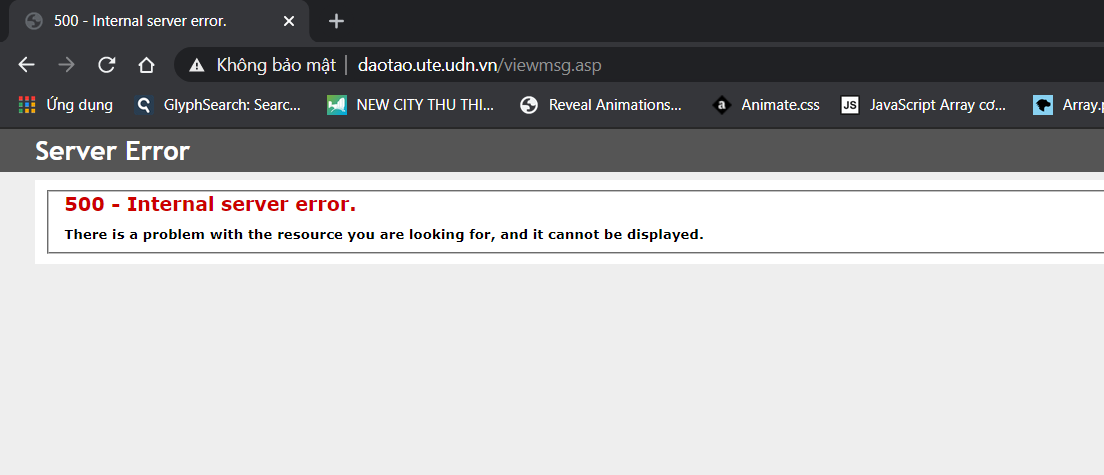 500 - Internal server error.
Không bảo mật daotao.ute.udn.vn/viewmsg.asp
Ứng dụng GlyphSearch: Searc... NEW CITY THU THI... Reveal Animations... a Animate.css JS JavaScript Array cơ... Array.p
Server Error
500 - Internal server error.
There is a problem with the resource you are looking for, and it cannot be displayed.